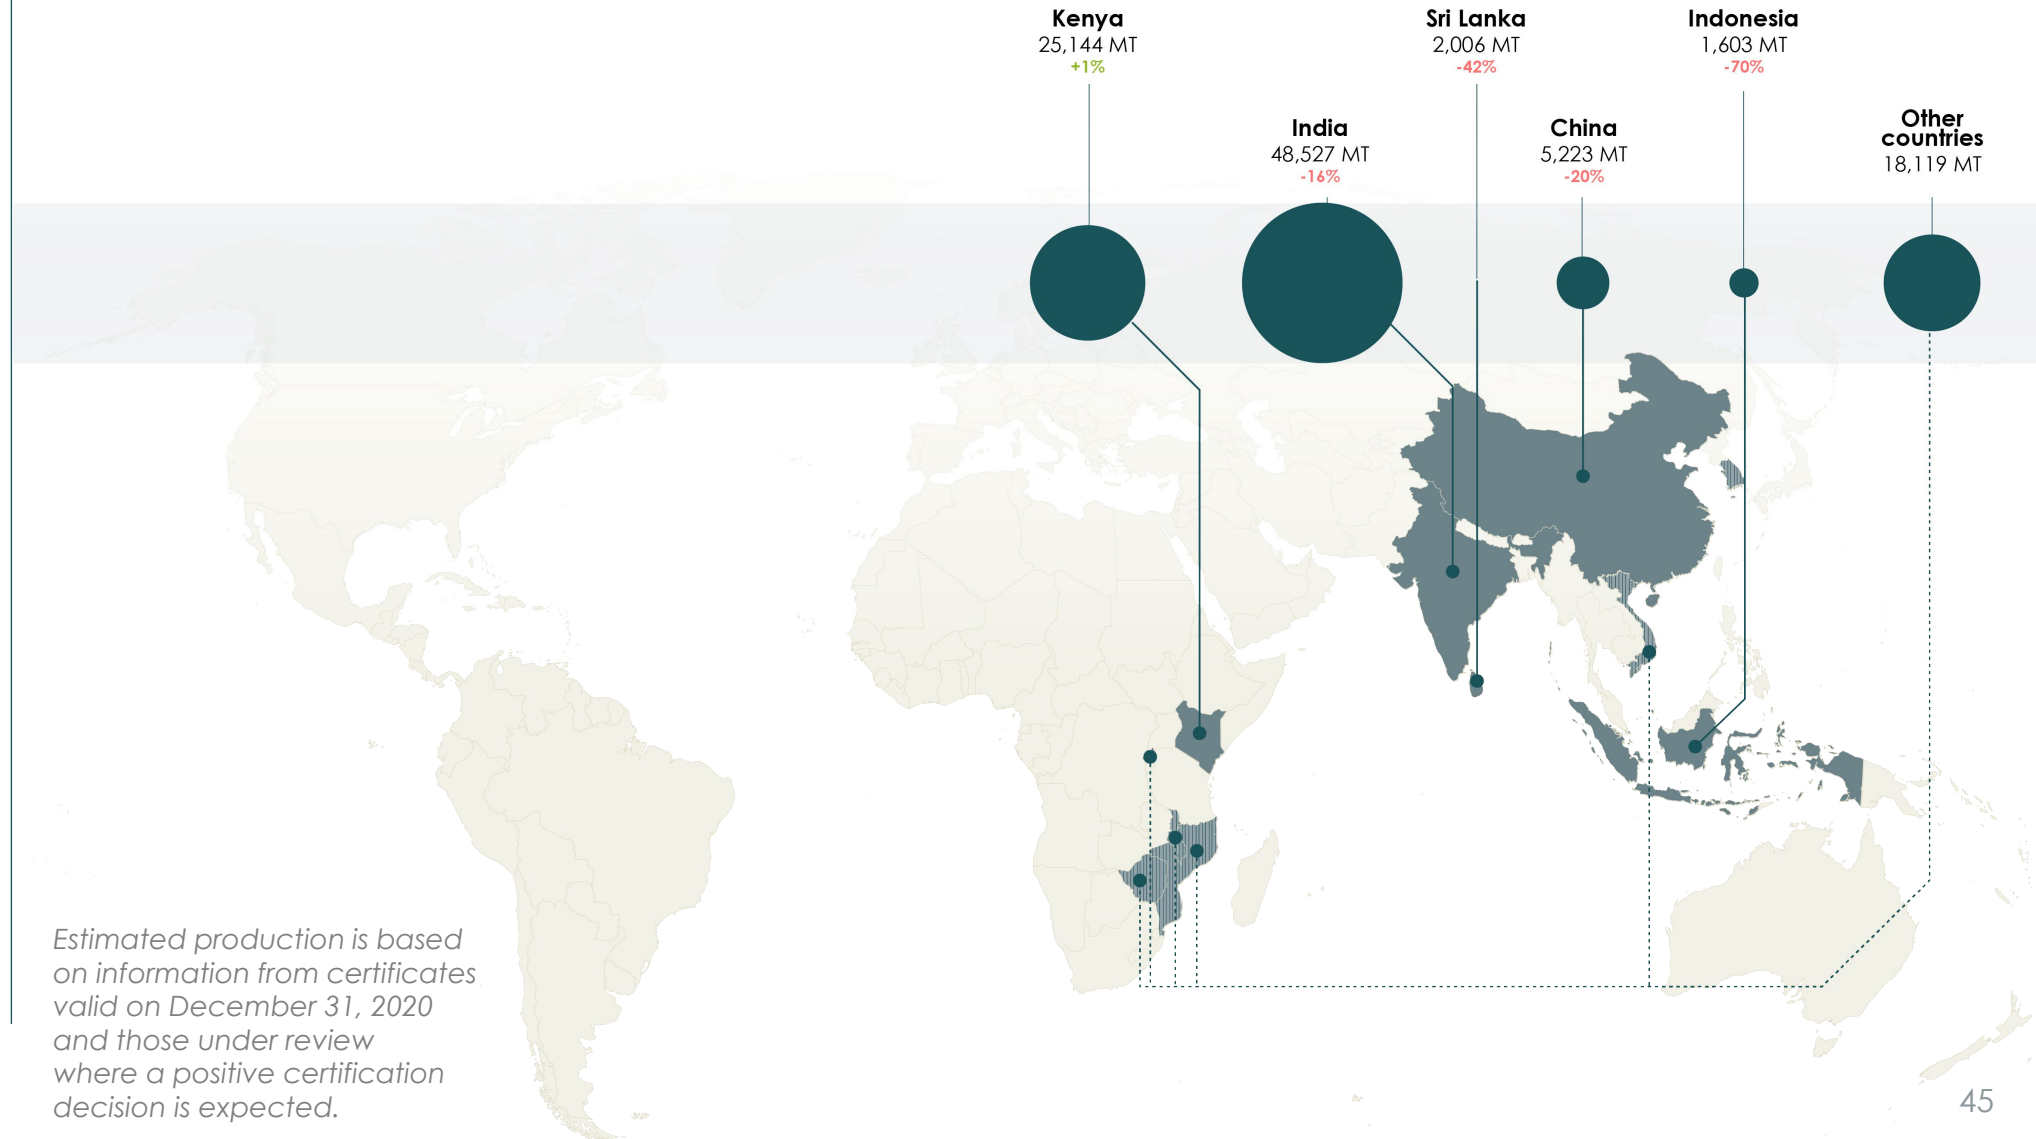 Kenya
25,144 MT
+1%
Sri Lanka
2,006 MT
-42%
Indonesia
1,603 MT
-70%
India
48,527 MT
-16%
China
5,223 MT
-20%
Other
countries
18,119 MT
Estimated production is based
on information from certificates
valid on December 31, 2020
and those under review
where a positive certification
decision is expected.
45